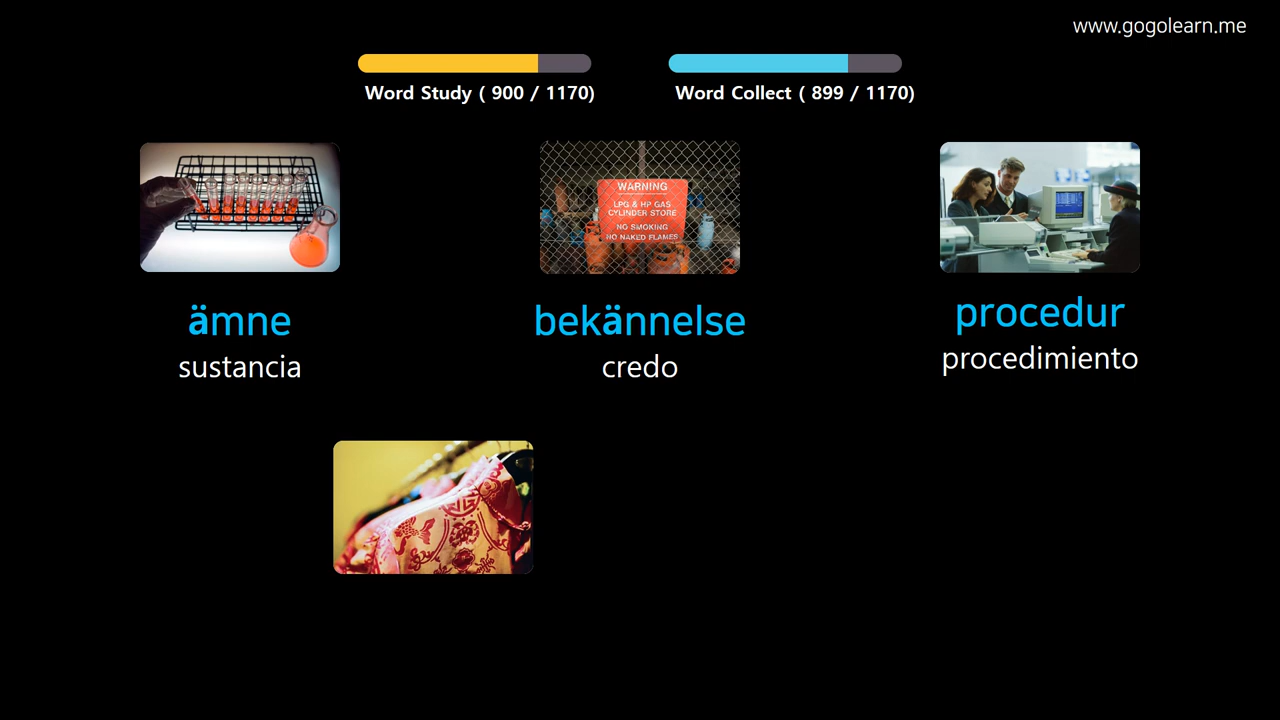 www.gogolearn.me
Word Study ( 900 / 1170)
Word Collect ( 899 / 1170)
WARNING
LPG & HP GAS
CYLINDER STORE
NO SMOKING
NO NAKED FLAMES
ämne
sustancia
bekännelse
credo
procedur
procedimiento